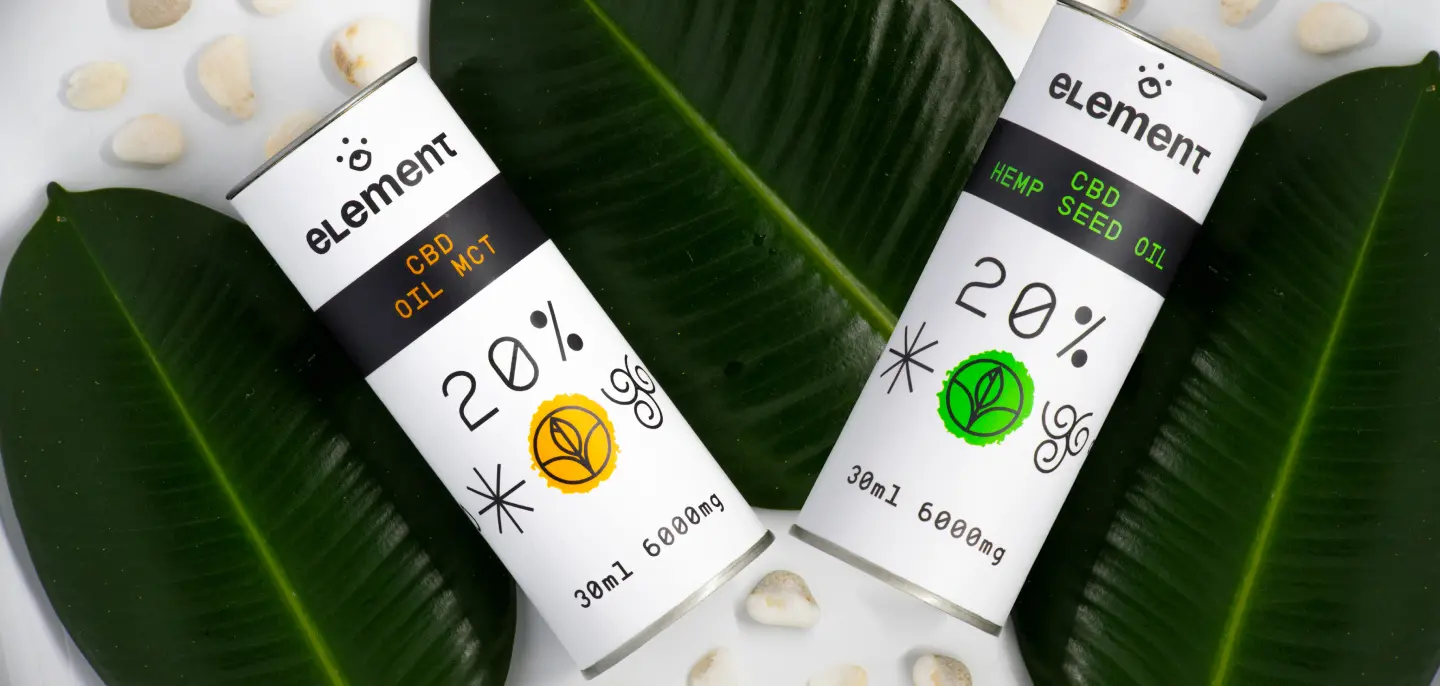 eLement
CBD
OIL MCT
20%
30ml 6000mg
eLement
CBD
HEMP SEED OIL
20%
30ml 6000mg